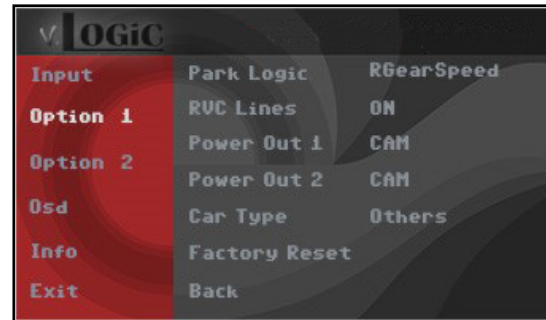 V.LOGiC
Input
Option 1
Option 2
Osd
Info
Exit
Park Logic RGearSpeed
RVC Lines ON
Power Out 1 CAM
Power Out 2 CAM
Car Type Others
Factory Reset
Back